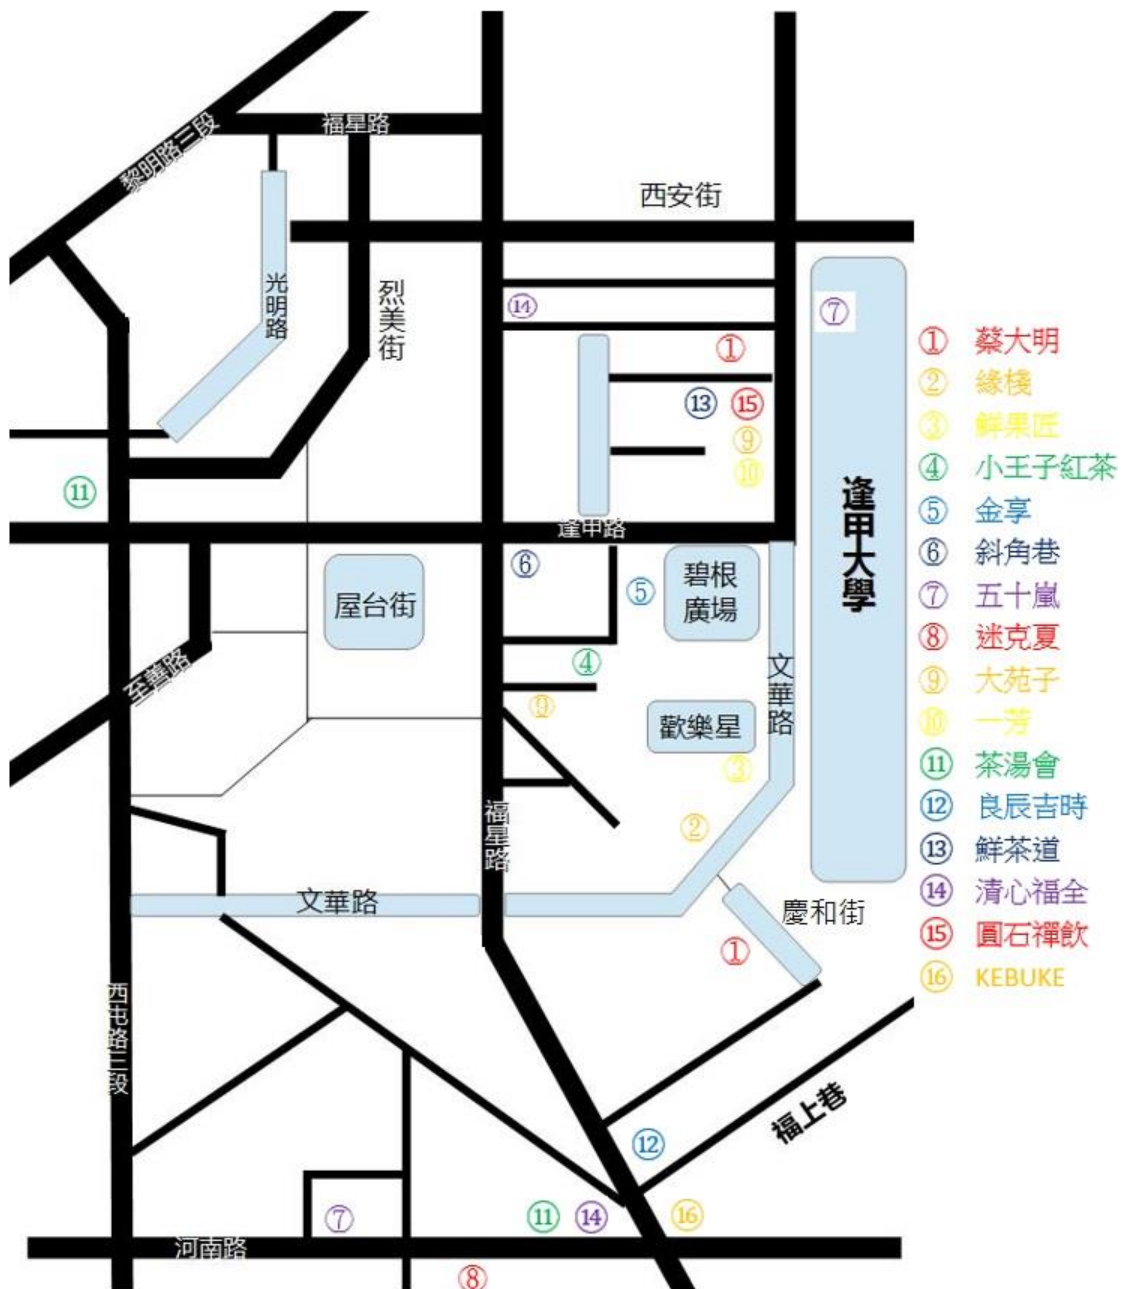 福星路
黎明路三段
西安街
光明路
烈美街
⑭
⑦
①
⑬
⑮
⑨
⑩
⑪
逢甲路
逢甲大學
⑥
⑤
碧根
廣場
屋台街
④
至善路
文華路
⑨
歡樂星
③
②
福星路
文華路
慶和街
①
西屯路三段
福上巷
⑫
⑦
⑪
⑭
⑯
河南路
⑧
① 蔡大明
② 緣棧
③ 鮮果匠
④ 小王子紅茶
⑤ 金享
⑥ 斜角巷
⑦ 五十嵐
⑧ 迷克夏
⑨ 大苑子
⑩ 一芳
⑪ 茶湯會
⑫ 良辰吉時
⑬ 鮮茶道
⑭ 清心福全
⑮ 圓石禪飲
⑯ KEBUKE